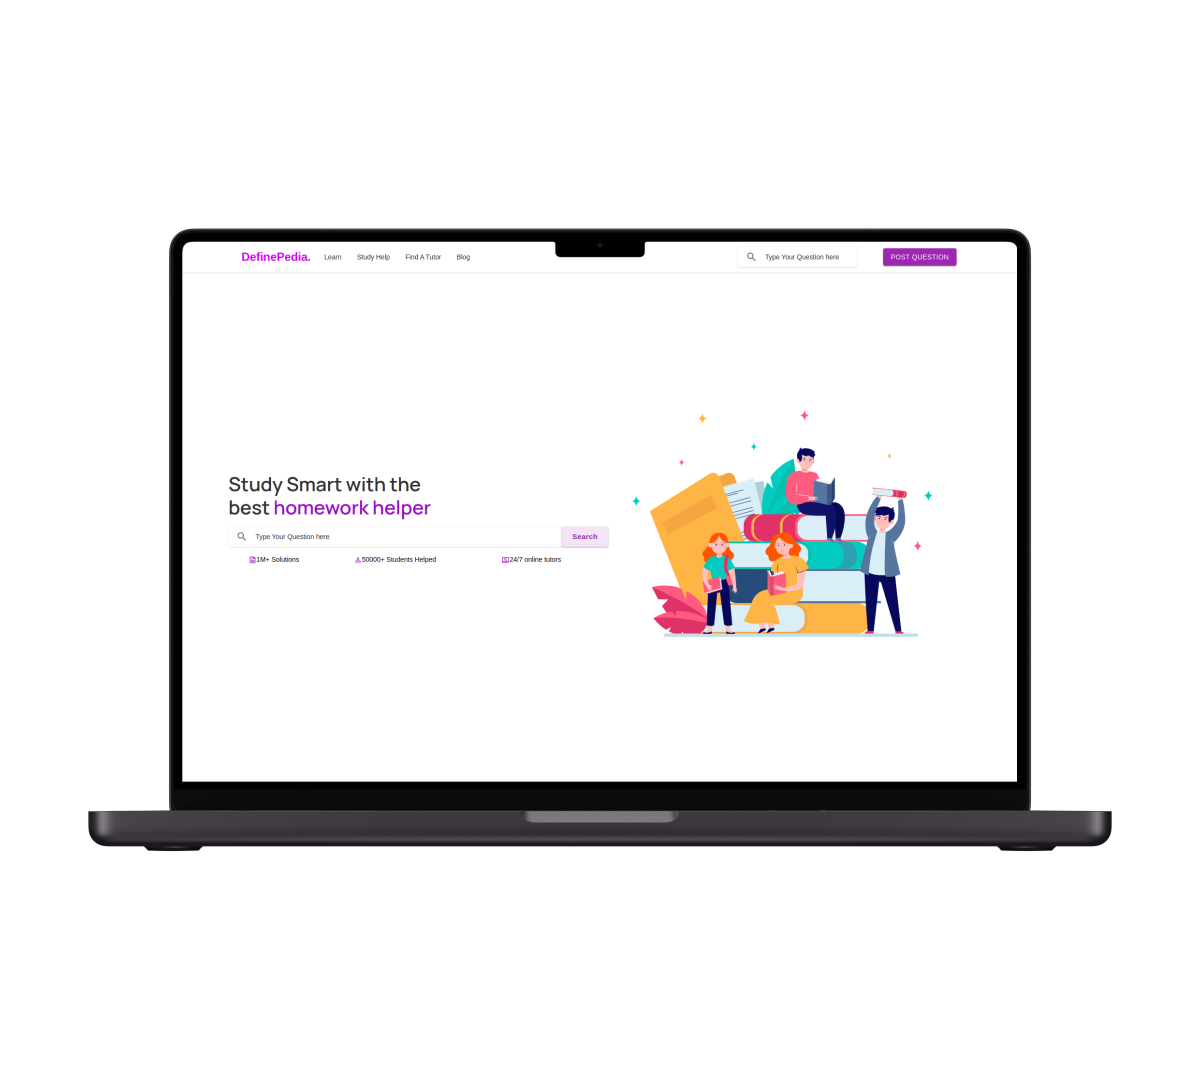 DefinePedia. Learn Study Help Find A Tutor Blog Type Your Question here POST QUESTION
Study Smart with the
best homework helper
Type Your Question here Search
1M+ Solutions 50000+ Students Helped 24/7 online tutors